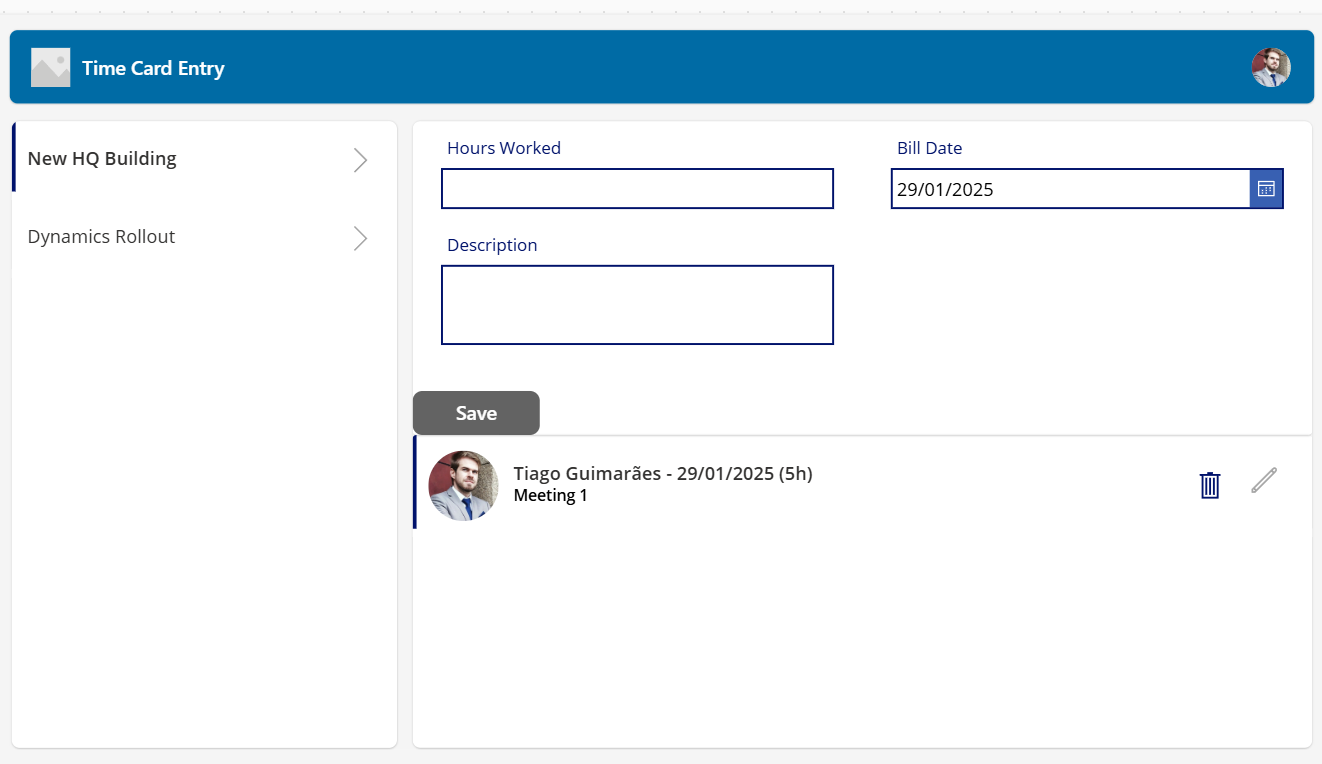 Time Card Entry
New HQ Building
Dynamics Rollout
Hours Worked
Bill Date
29/01/2025
Description
Save
Tiago Guimarães - 29/01/2025 (5h)
Meeting 1